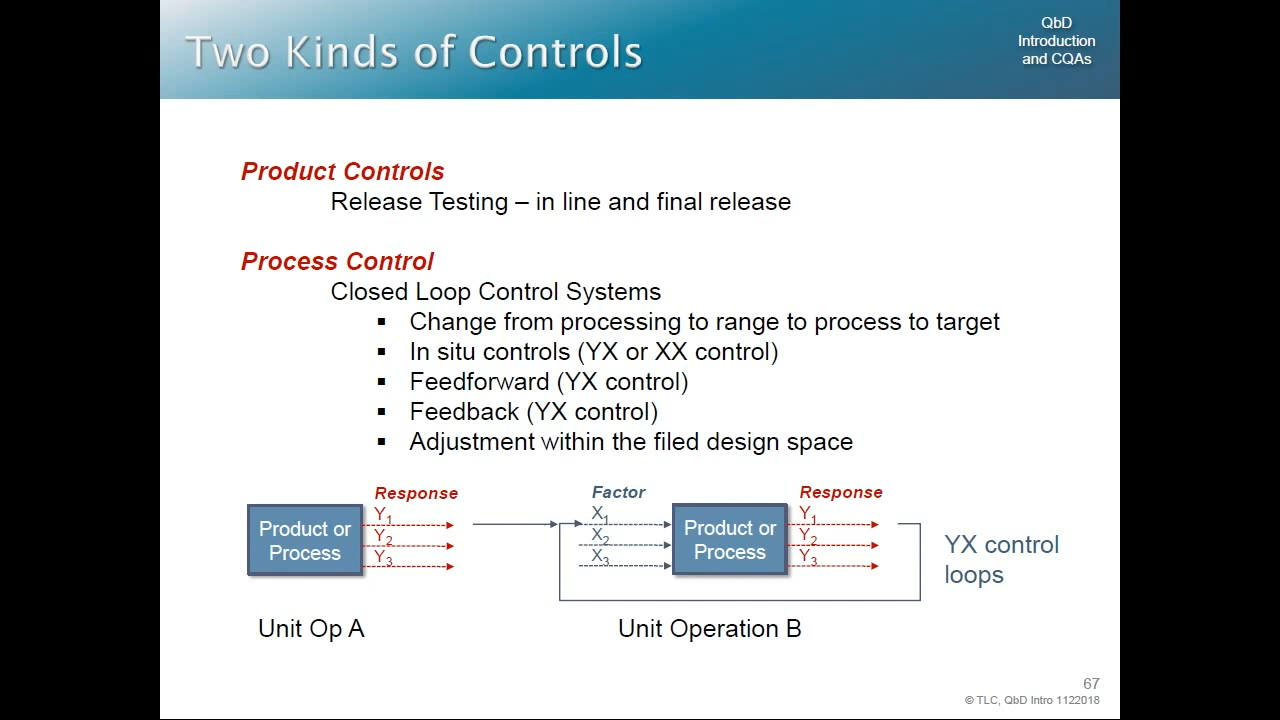 Two Kinds of Controls
QbD
Introduction
and CQAs
Product Controls
Release Testing – in line and final release
Process Control
Closed Loop Control Systems
▪ Change from processing to range to process to target
▪ In situ controls (YX or XX control)
▪ Feedforward (YX control)
▪ Feedback (YX control)
▪ Adjustment within the filed design space
Response
Factor
Response
Product or
Process
Y1
Y2
Y3
X1
X2
X3
Product or
Process
Y1
Y2
Y3
YX control
loops
Unit Op A
Unit Operation B
67
© TLC, QbD Intro 1122018